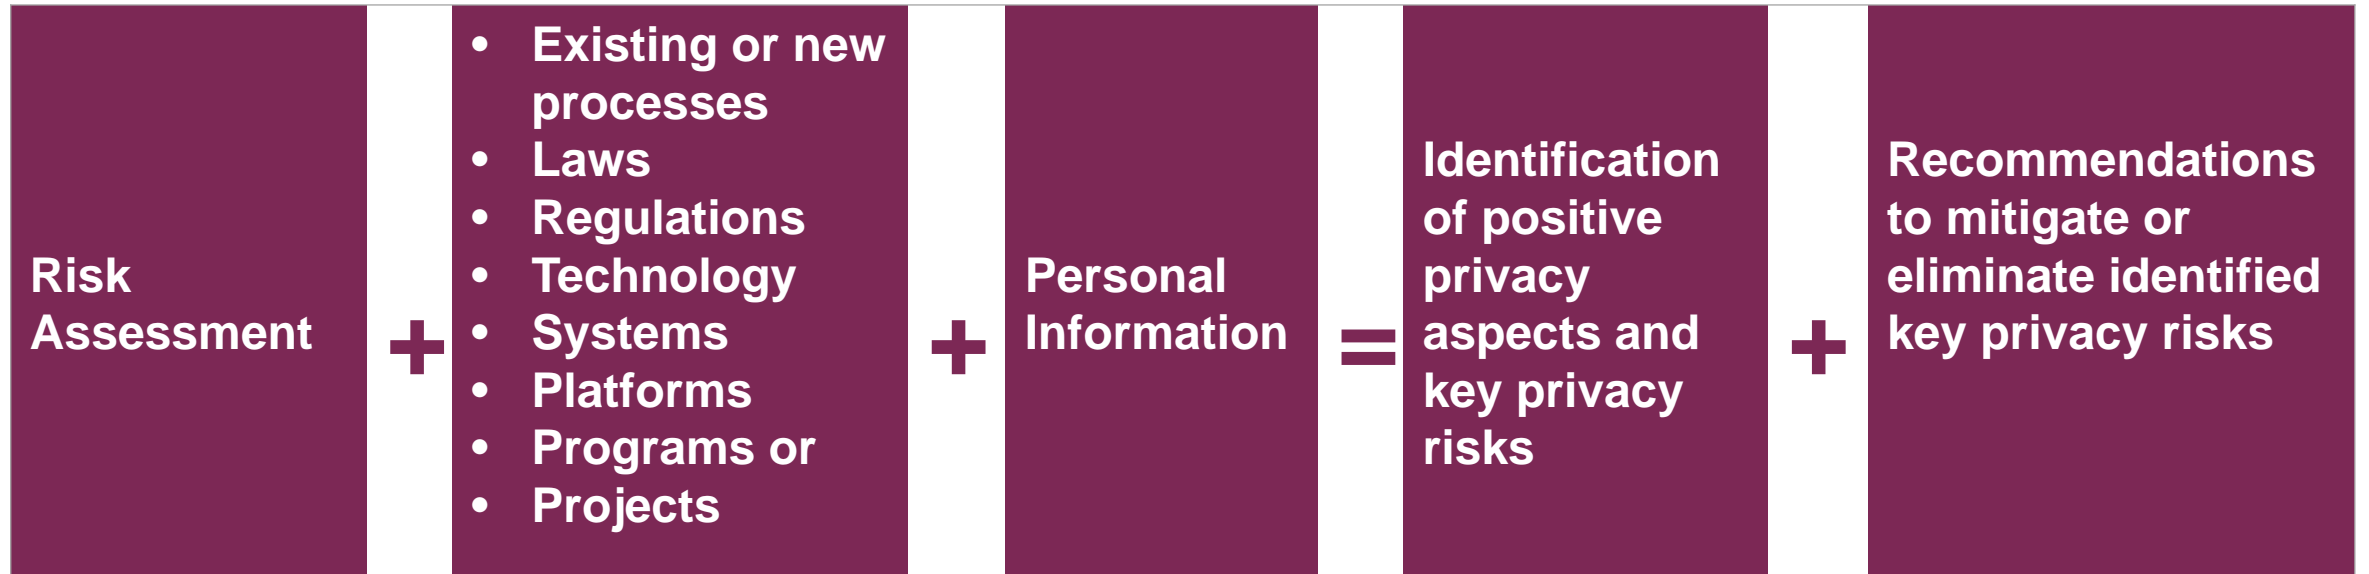 Risk
Assessment
+
• Existing or new
processes
• Laws
• Regulations
• Technology
• Systems
• Platforms
• Programs or
• Projects
+
Personal
Information
=
Identification
of positive
privacy
aspects and
key privacy
risks
+
Recommendations
to mitigate or
eliminate identified
key privacy risks